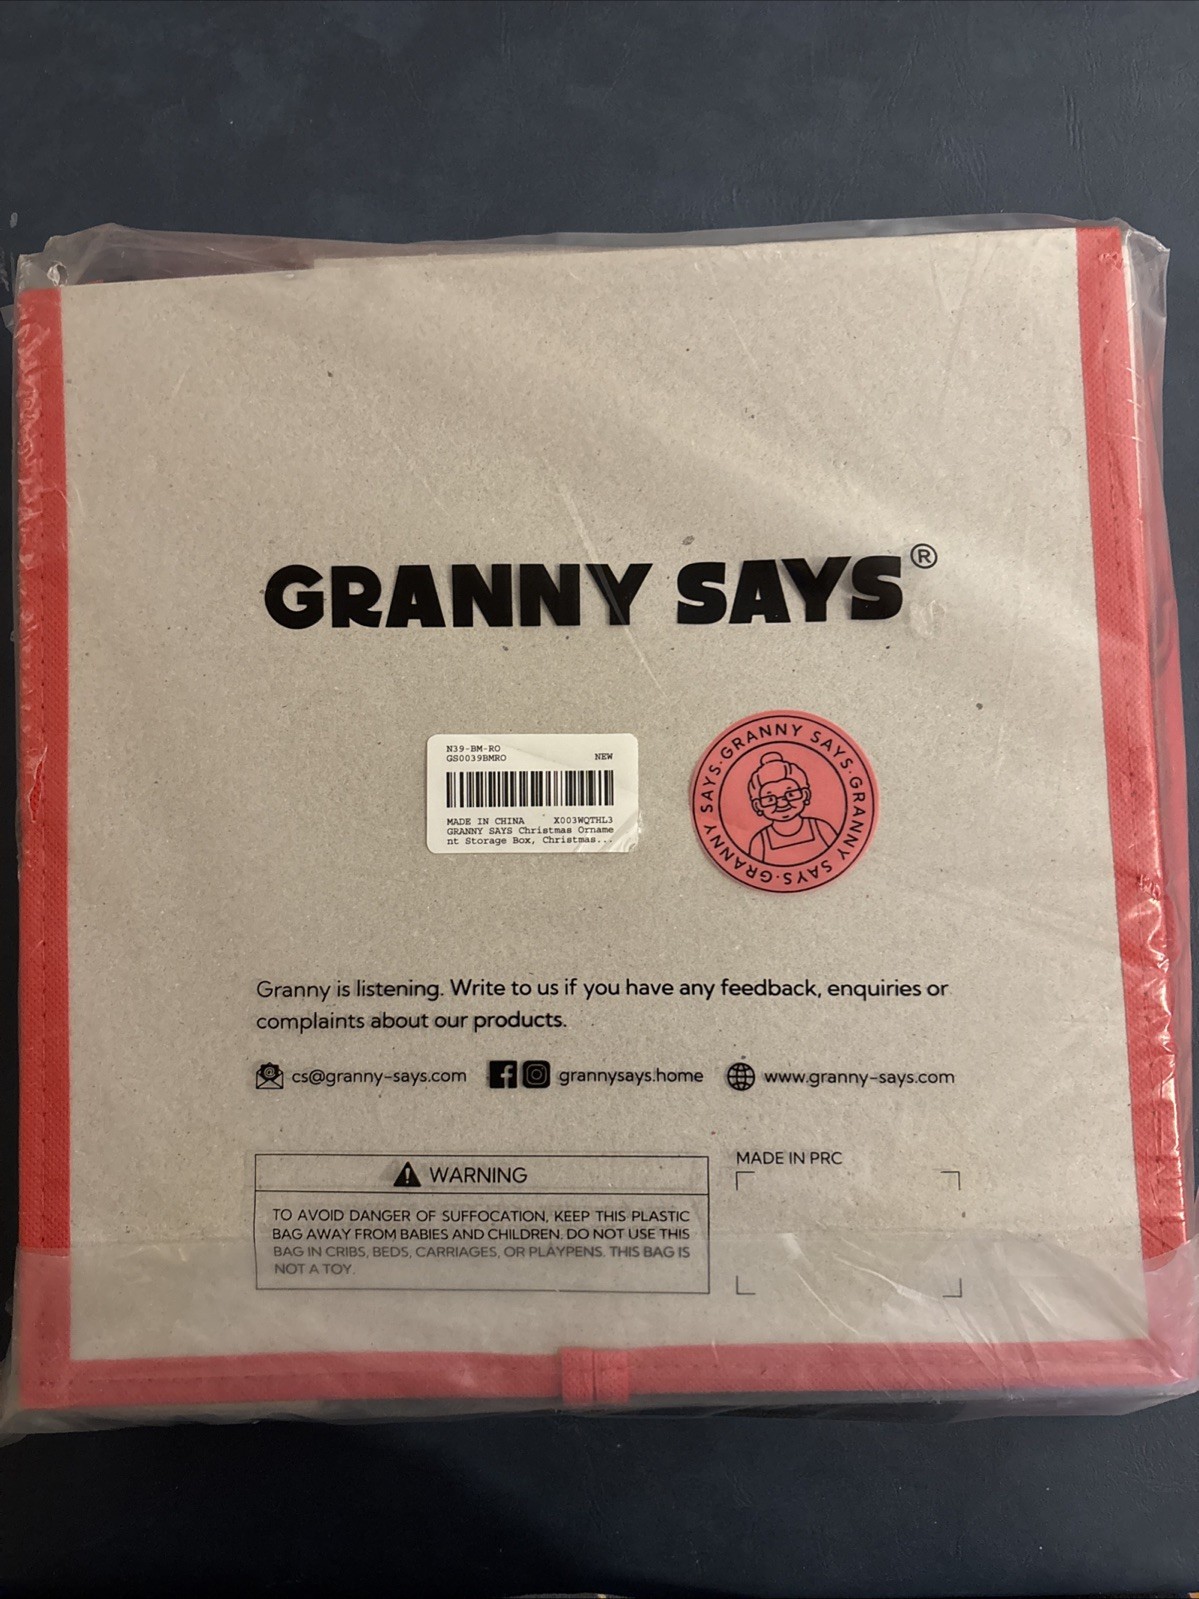 GRANNY SAYS®
N39-BM-RO
GS0039BMRO NEW
MADE IN CHINA X003WQTHL3
GRANNY SAYS Christmas Orname
nt Storage Box, Christmas...
GRANNY SAYS·GRANNY SAYS·GRANNY SAYS·
Granny is listening. Write to us if you have any feedback, enquiries or
complaints about our products.
cs@granny-says.com grannysays.home www.granny-says.com
WARNING
TO AVOID DANGER OF SUFFOCATION, KEEP THIS PLASTIC
BAG AWAY FROM BABIES AND CHILDREN. DO NOT USE THIS
BAG IN CRIBS, BEDS, CARRIAGES, OR PLAYPENS. THIS BAG IS
NOT A TOY.
MADE IN PRC